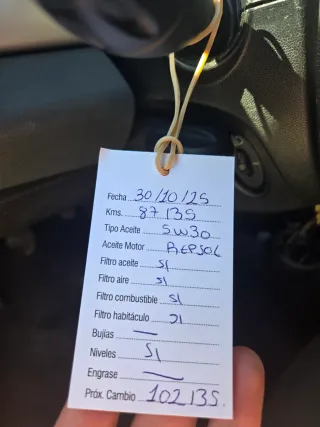 Fecha 30/10/25
Kms. 87135
Tipo Aceite 5W30
Aceite Motor REPSOL
Filtro aceite SI
Filtro aire SI
Filtro combustible SI
Filtro habitáculo SI
Bujías —
Niveles SI
Engrase —
Próx. Cambio 102135.